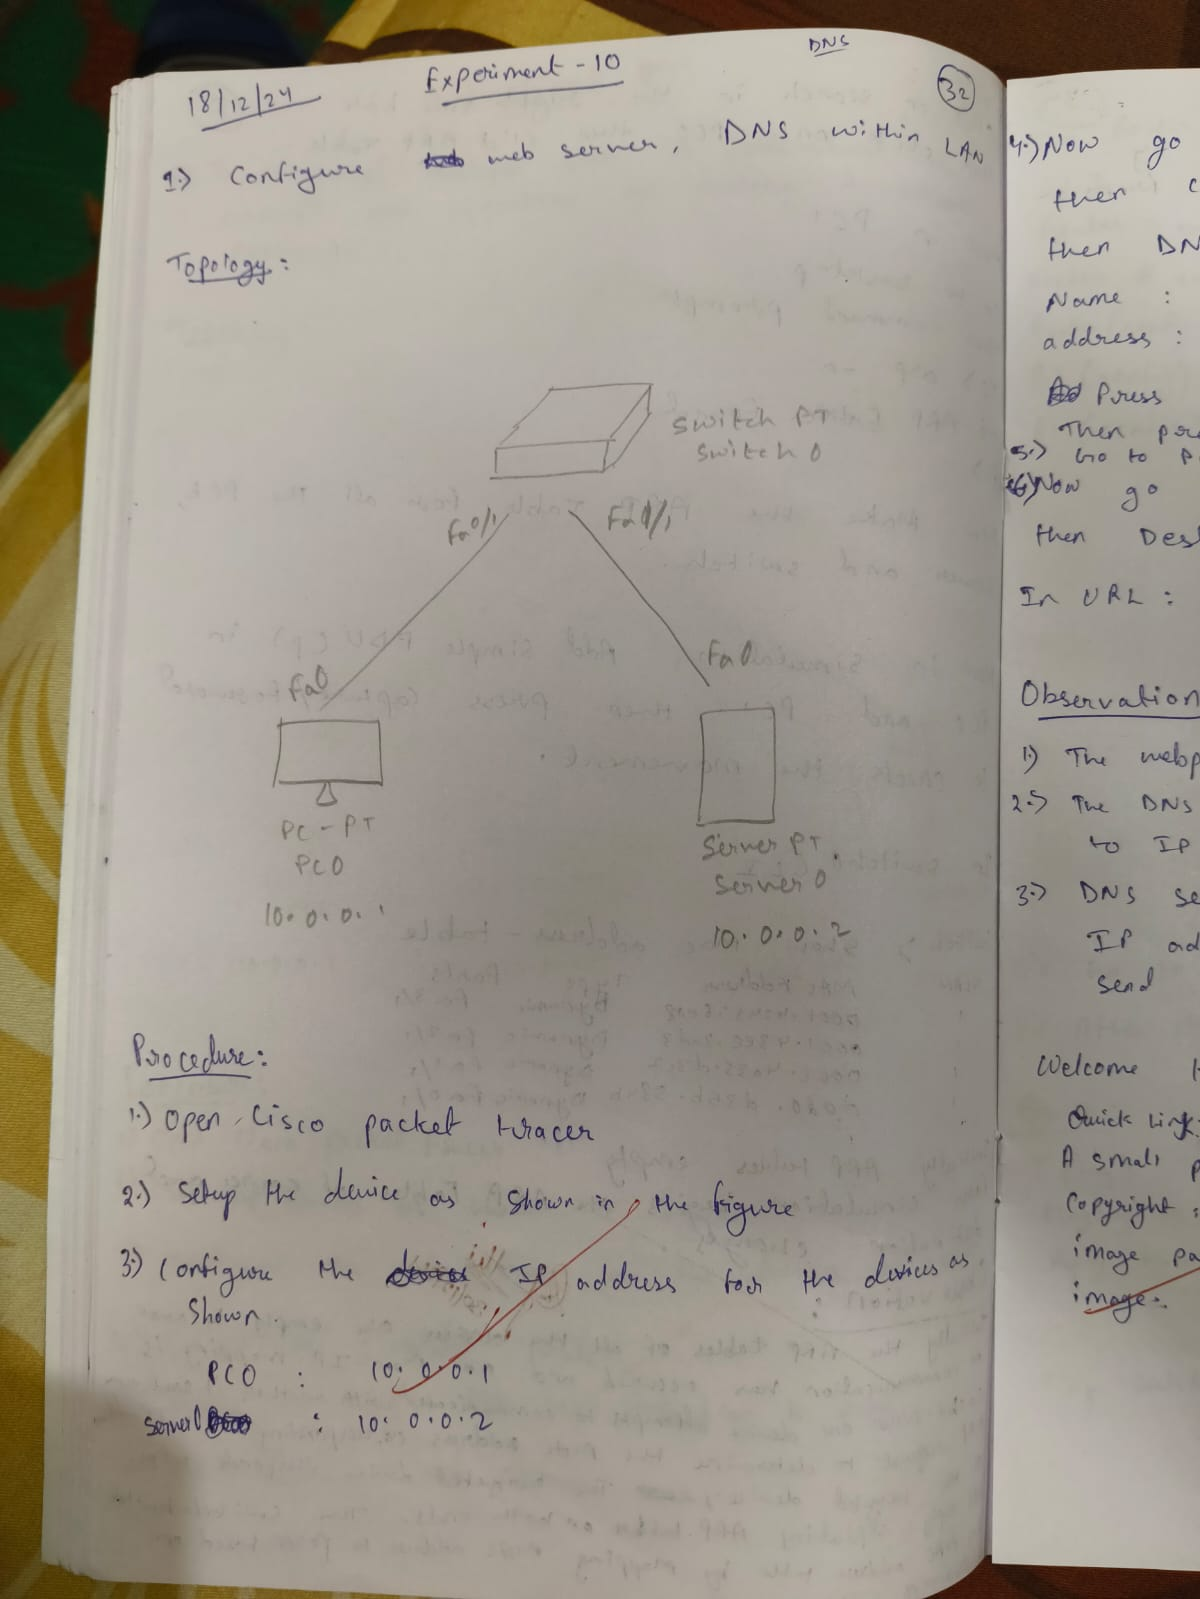 DNS
18/12/24 Experiment - 10
32
Q.) Configure web server, DNS within LAN
Topology:
Switch PT
Switch 0
Fa0/1
Fa0
Fa0
PC - PT
PC0
10.0.0.1
Server PT
Server 0
10.0.0.2
Procedure:
1.) Open Cisco packet tracer
2.) Setup the device as shown in the figure
3.) Configure the IP address for the devices as
shown.
PC0 : 10.0.0.1
server0 : 10.0.0.2
4.) Now go
then
then DN
Name :
address :
Press
Then
5.) Go to P
6) Now go
then Des
In URL :
Observation
1) The webp
2.) The DNS
to IP
3.) DNS se
IP ad
send
Welcome
Quick Link
A small p
Copyright :
image pa
image.